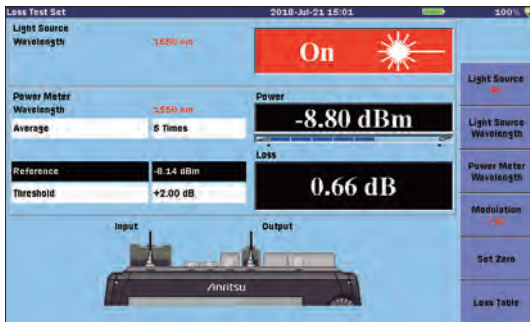 Loss Test Set 2018-Jul-21 15:01 100%
Light Source
Wavelength 1550 nm
On
Power Meter
Wavelength 1550 nm
Average 5 Times
Power
-8.80 dBm
Reference -8.14 dBm
Threshold +2.00 dB
Loss
0.66 dB
Input Output
Anritsu
Light Source
Light Source
Wavelength
Power Meter
Wavelength
Modulation
Set Zero
Loss Table